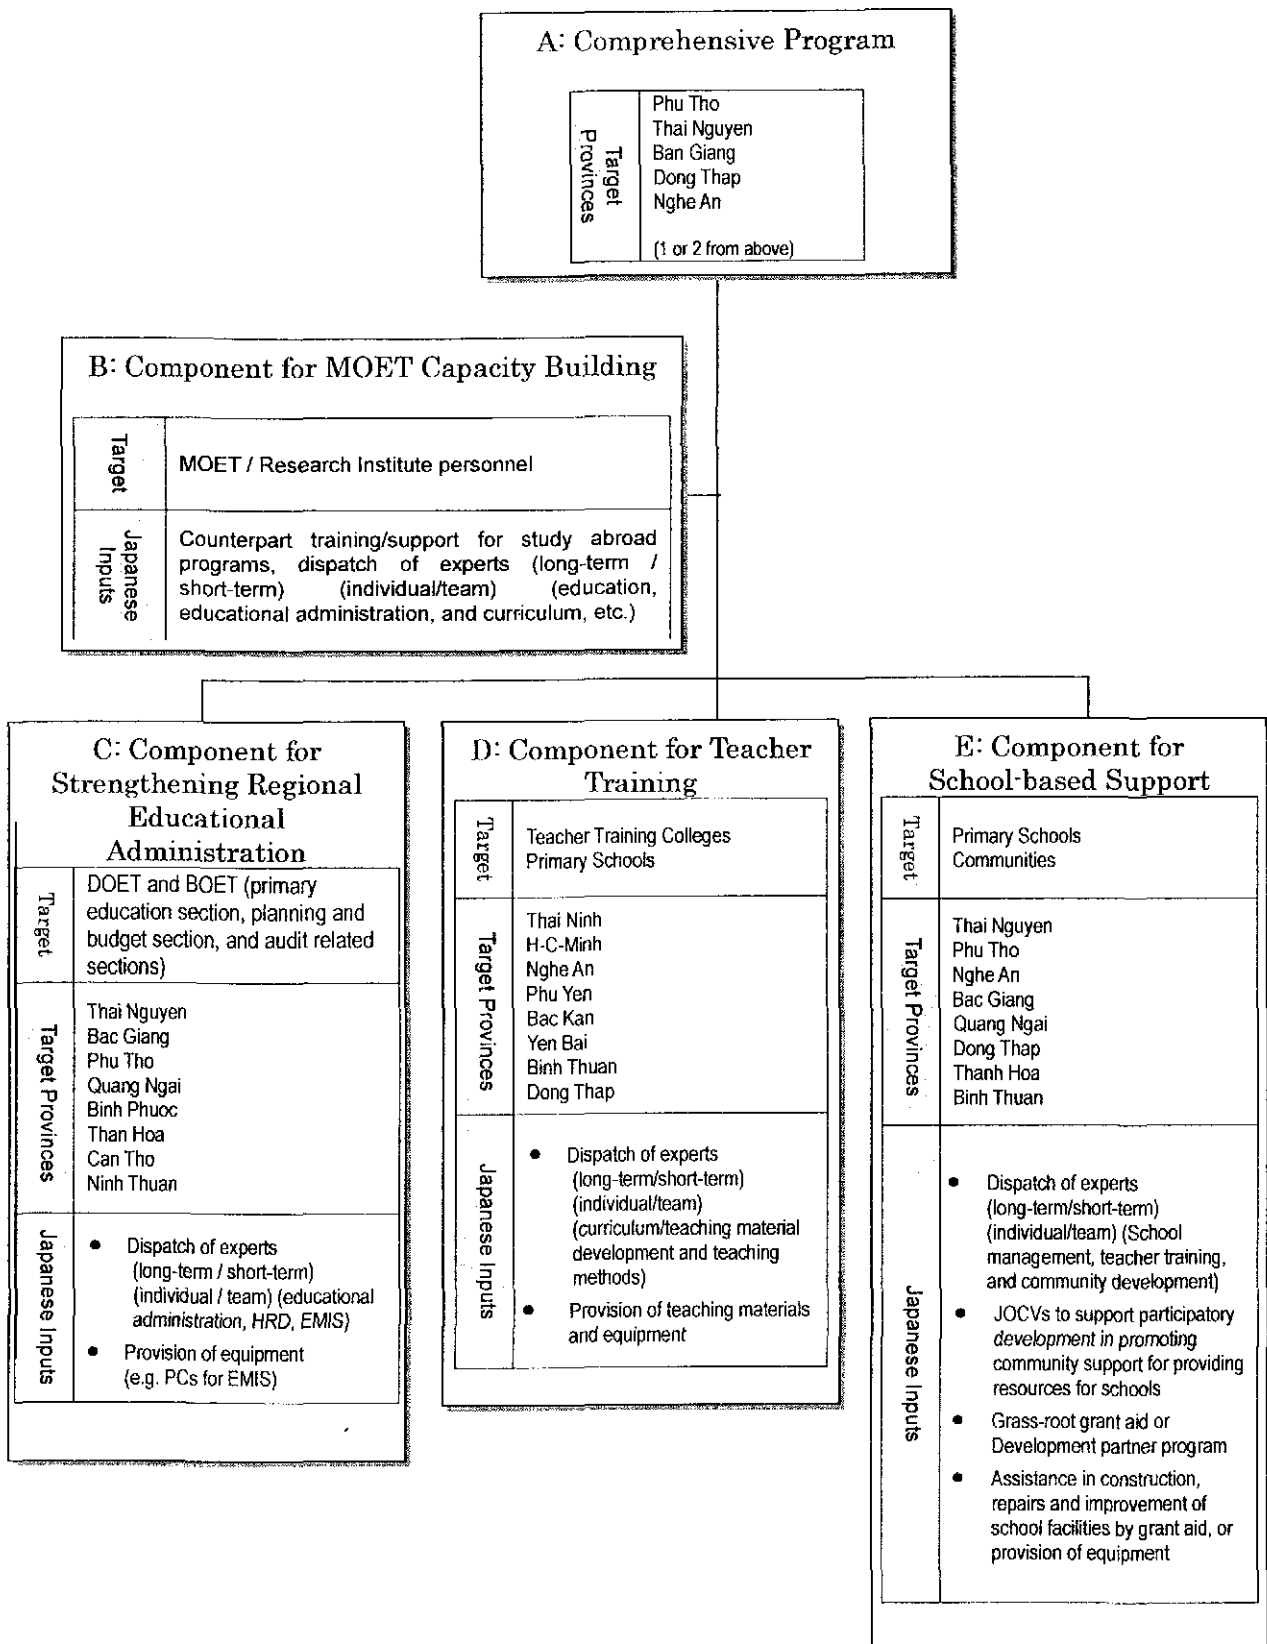 A: Comprehensive Program
Target
Provinces
Phu Tho
Thai Nguyen
Ban Giang
Dong Thap
Nghe An
(1 or 2 from above)
B: Component for MOET Capacity Building
Target
MOET / Research Institute personnel
Japanese
Inputs
Counterpart training/support for study abroad
programs, dispatch of experts (long-term /
short-term) (individual/team) (education,
educational administration, and curriculum, etc.)
C: Component for
Strengthening Regional
Educational
Administration
Target
DOET and BOET (primary
education section, planning and
budget section, and audit related
sections)
Target Provinces
Thai Nguyen
Bac Giang
Phu Tho
Quang Ngai
Binh Phuoc
Than Hoa
Can Tho
Ninh Thuan
Japanese Inputs
● Dispatch of experts
(long-term / short-term)
(individual / team) (educational
administration, HRD, EMIS)
● Provision of equipment
(e.g. PCs for EMIS)
D: Component for Teacher
Training
Target
Teacher Training Colleges
Primary Schools
Target Provinces
Thai Ninh
H-C-Minh
Nghe An
Phu Yen
Bac Kan
Yen Bai
Binh Thuan
Dong Thap
Japanese Inputs
● Dispatch of experts
(long-term/short-term)
(individual/team)
(curriculum/teaching material
development and teaching
methods)
● Provision of teaching materials
and equipment
E: Component for
School-based Support
Target
Primary Schools
Communities
Target Provinces
Thai Nguyen
Phu Tho
Nghe An
Bac Giang
Quang Ngai
Dong Thap
Thanh Hoa
Binh Thuan
Japanese Inputs
● Dispatch of experts
(long-term/short-term)
(individual/team) (School
management, teacher training,
and community development)
● JOCVs to support participatory
development in promoting
community support for providing
resources for schools
● Grass-root grant aid or
Development partner program
● Assistance in construction,
repairs and improvement of
school facilities by grant aid, or
provision of equipment